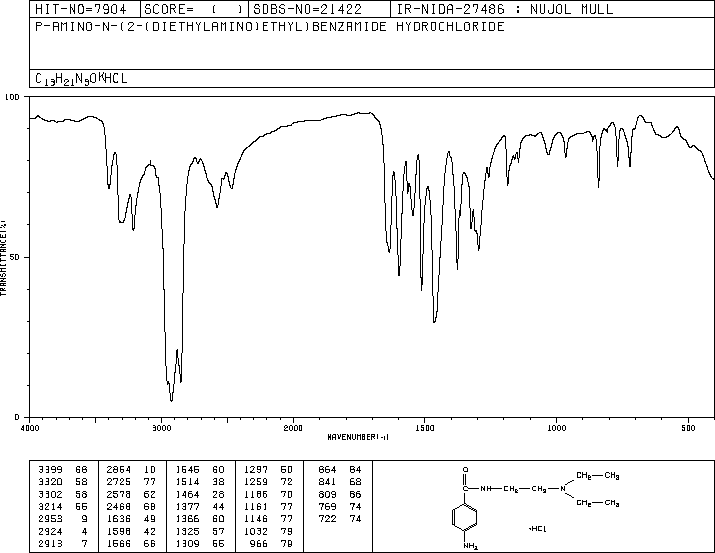 HIT-NO=7904 SCORE= ( ) SDBS-NO=21422 IR-NIDA-27486 : NUJOL MULL
P-AMINO-N-(2-(DIETHYLAMINO)ETHYL)BENZAMIDE HYDROCHLORIDE
C13H21N3O·HCL
100
50
0
TRANSMITTANCE(%)
4000 3000 2000 1500 1000 500
WAVENUMBER(-1)
3399 66 2854 10 1646 60 1297 50 864 84
3320 58 2725 77 1514 38 1259 72 841 68
3302 58 2578 62 1464 28 1186 70 809 86
3214 55 2468 68 1377 44 1161 77 769 74
2953 9 1636 49 1366 60 1146 77 722 74
2924 4 1598 42 1325 57 1032 79
2913 7 1566 66 1309 55 966 79
O
C—NH—CH2—CH2—N
CH2—CH3
CH2—CH3
NH2
·HCl